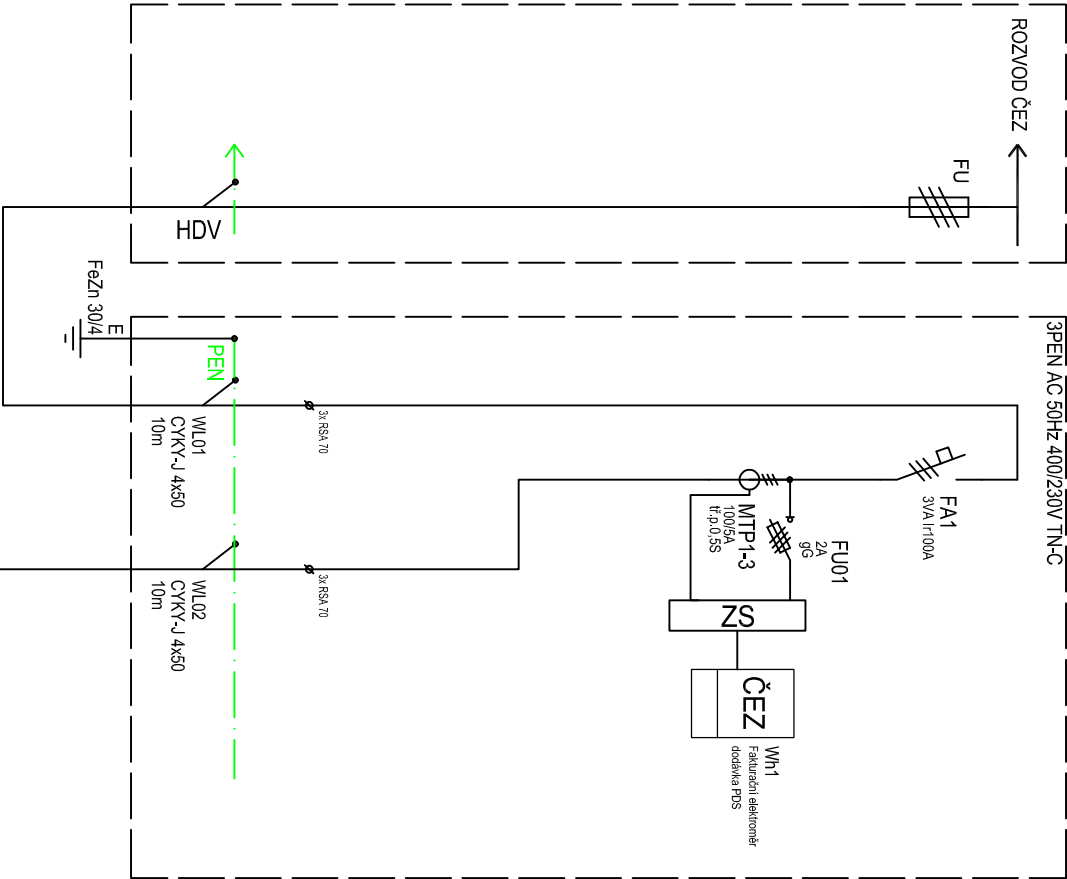 ROZVOD ČEZ
FU
HDV
3PEN AC 50Hz 400/230V TN-C
FA1
3VA Ir100A
FU01
2A
gG
MTP1-3
100/5A
tř.p.0,5S
ZS
ČEZ
Wh1
Fakturační elektroměr
dodávka PDS
3x RSA 70
3x RSA 70
PEN
E
FeZn 30/4
WL01
CYKY-J 4x50
10m
WL02
CYKY-J 4x50
10m